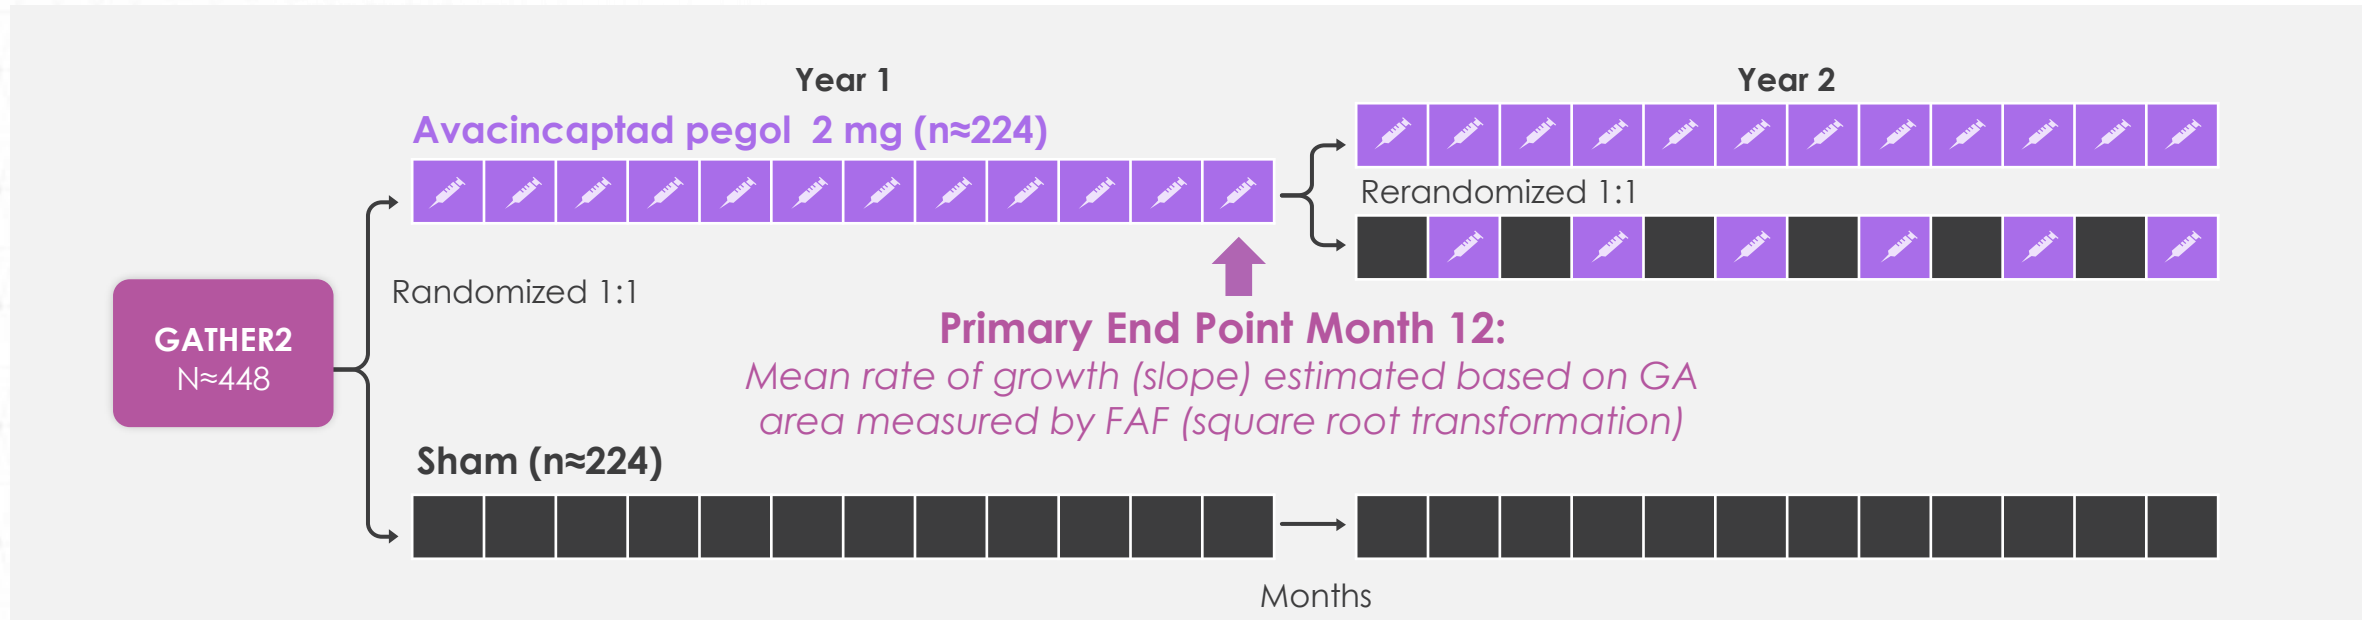 Year 1
Year 2
Avacincaptad pegol 2 mg (n≈224)
Rerandomized 1:1
Randomized 1:1
GATHER2
N≈448
Primary End Point Month 12:
Mean rate of growth (slope) estimated based on GA
area measured by FAF (square root transformation)
Sham (n≈224)
Months